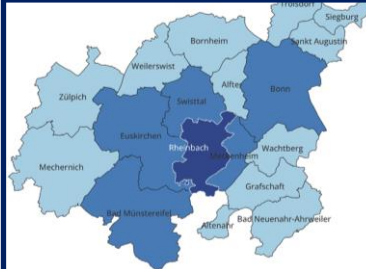 Troisdorf
Siegburg
Bornheim
Sankt Augustin
Weilerswist
Alfter
Bonn
Zülpich
Swisttal
Euskirchen
Rheinbach
Meckenheim
Wachtberg
Mechernich
Grafschaft
Bad Münstereifel
Altenahr
Bad Neuenahr-Ahrweiler